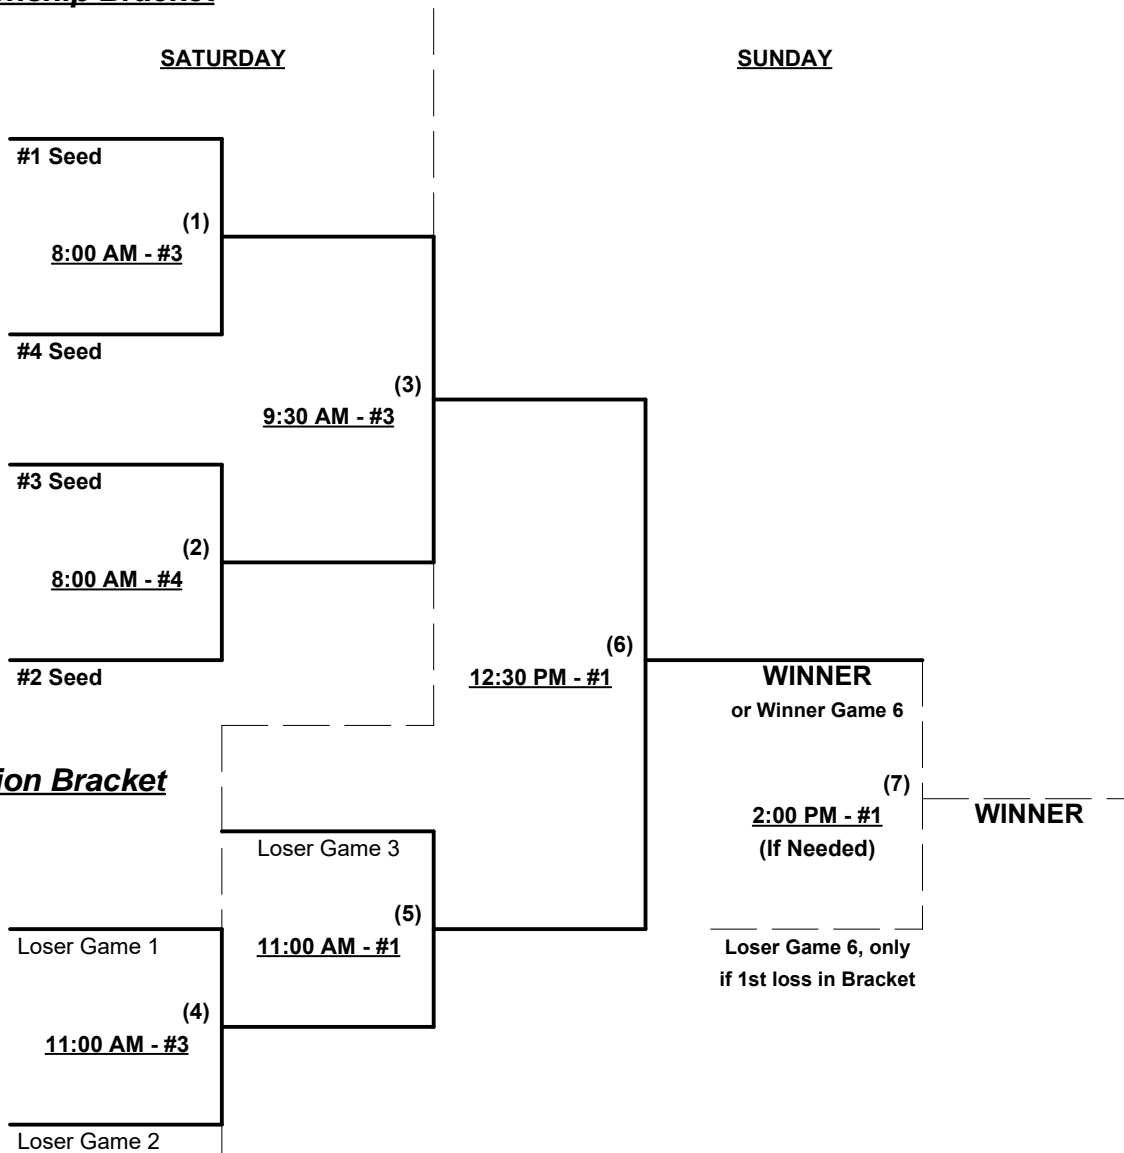 Bracket
SATURDAY
SUNDAY
#1 Seed
(1)
8:00 AM - #3
#4 Seed
(3)
9:30 AM - #3
#3 Seed
(2)
8:00 AM - #4
#2 Seed
(6)
12:30 PM - #1
WINNER
or Winner Game 6
ion Bracket
(7)
2:00 PM - #1
WINNER
(If Needed)
Loser Game 3
(5)
11:00 AM - #1
Loser Game 1
Loser Game 6, only
if 1st loss in Bracket
(4)
11:00 AM - #3
Loser Game 2